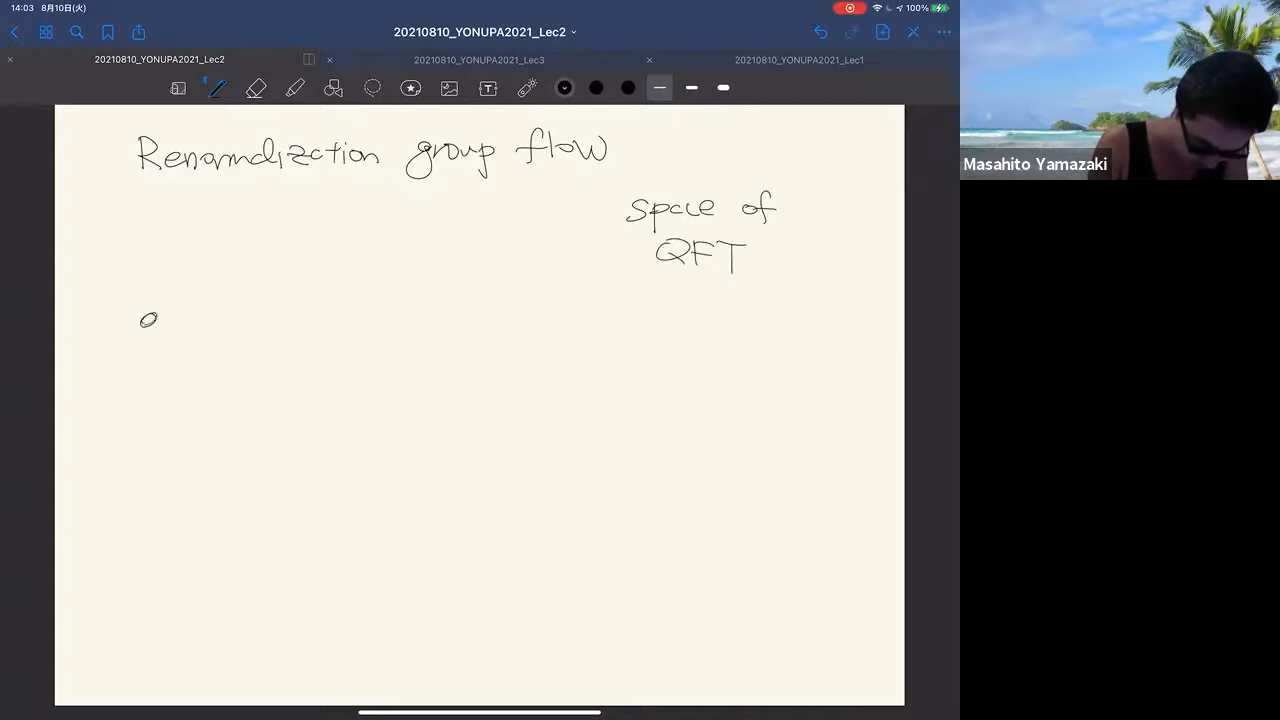 14:03 8月10日(火)
100%
20210810_YONUPA2021_Lec2
20210810_YONUPA2021_Lec2
20210810_YONUPA2021_Lec3
20210810_YONUPA2021_Lec1
T
Renormalization group flow
space of
QFT
Masahito Yamazaki